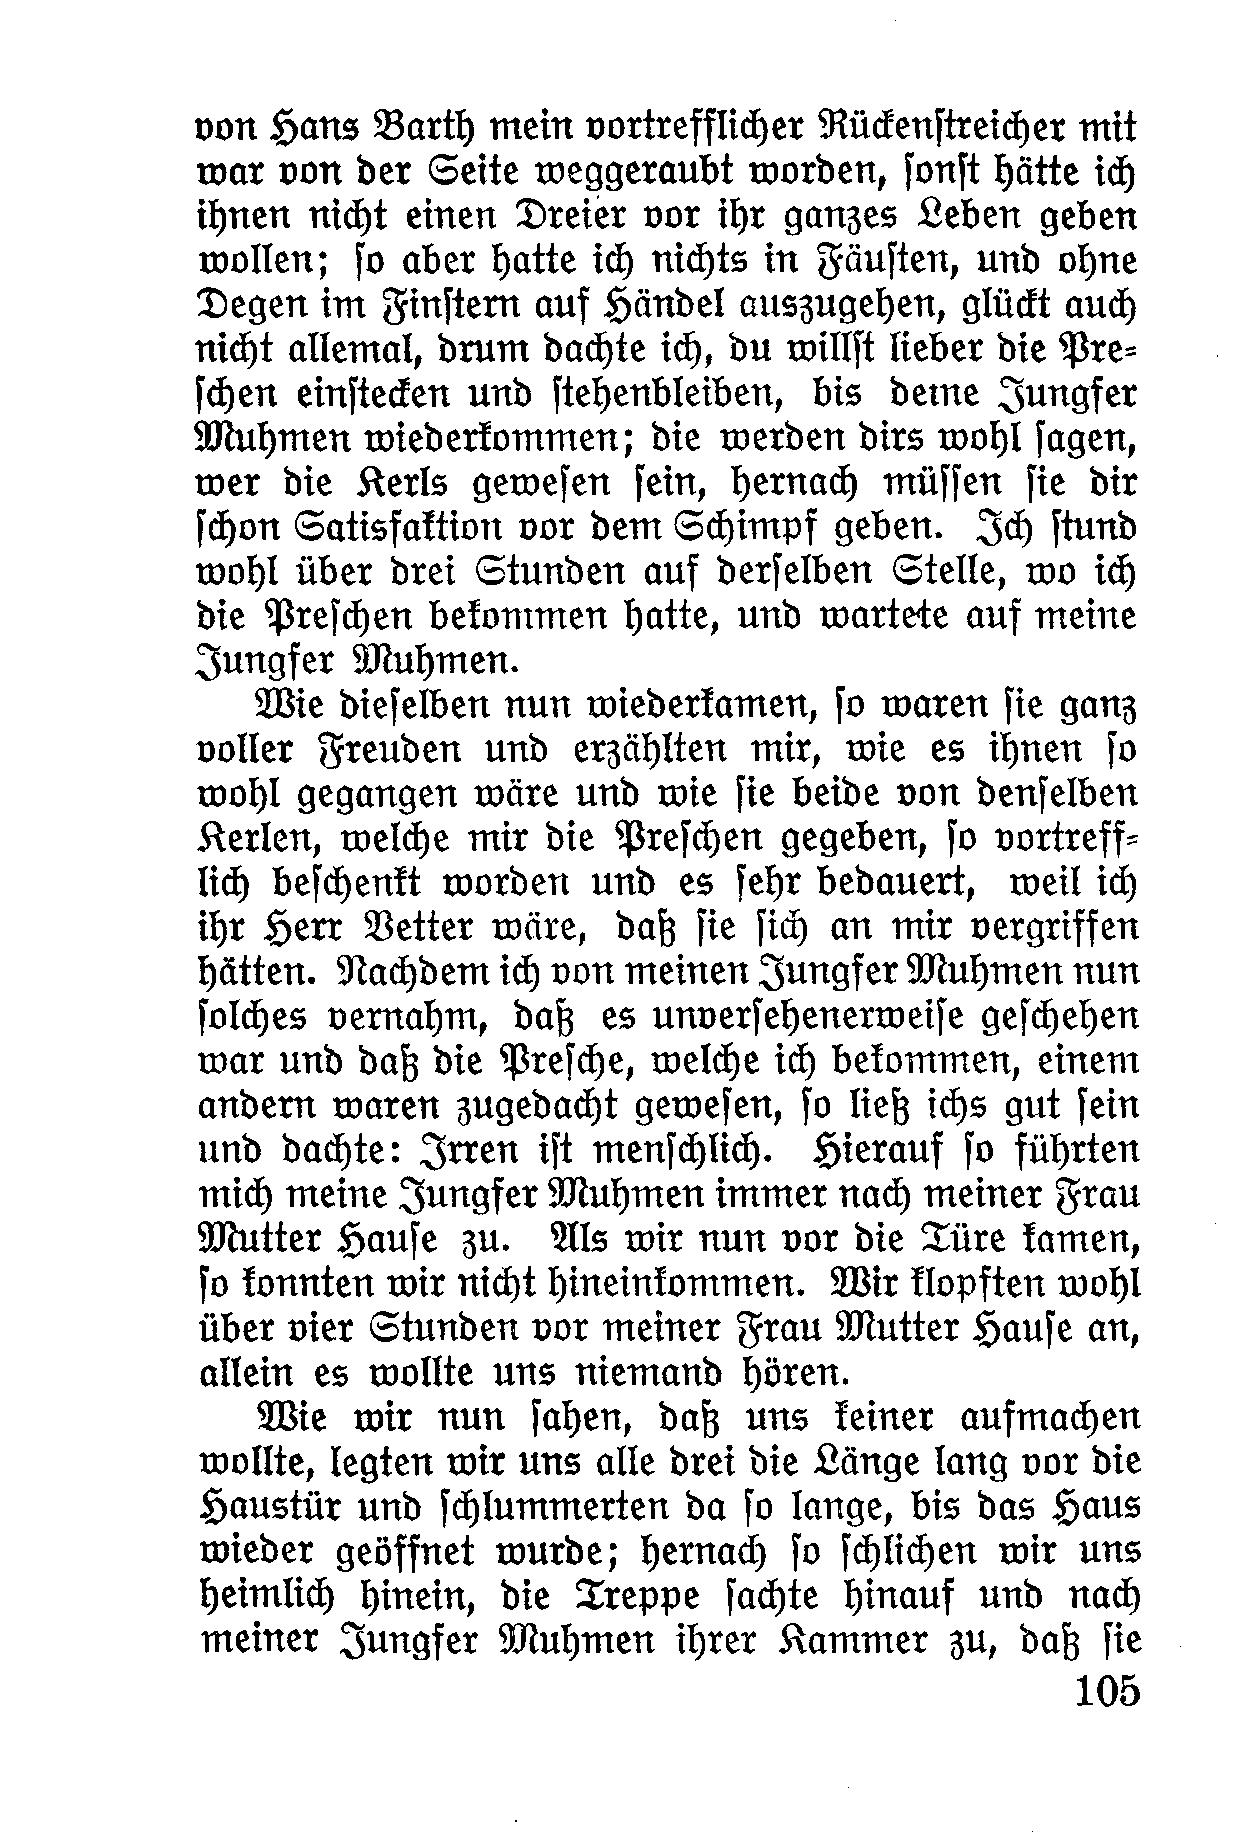 von Hans Barth mein vortrefflicher Rückenſtreicher mit
war von der Seite weggeraubt worden, ſonſt hätte ich
ihnen nicht einen Dreier vor ihr ganzes Leben geben
wollen; ſo aber hatte ich nichts in Fäuſten, und ohne
Degen im Finſtern auf Händel auszugehen, glückt auch
nicht allemal, drum dachte ich, du willſt lieber die Pre-
ſchen einſtecken und ſtehenbleiben, bis deine Jungfer
Muhmen wiederkommen; die werden dirs wohl ſagen,
wer die Kerls geweſen ſein, hernach müſſen ſie dir
ſchon Satisfaktion vor dem Schimpf geben. Ich ſtund
wohl über drei Stunden auf derſelben Stelle, wo ich
die Preſchen bekommen hatte, und wartete auf meine
Jungfer Muhmen.
Wie dieſelben nun wiederkamen, ſo waren ſie ganz
voller Freuden und erzählten mir, wie es ihnen ſo
wohl gegangen wäre und wie ſie beide von denſelben
Kerlen, welche mir die Preſchen gegeben, ſo vortreff-
lich beſchenkt worden und es ſehr bedauert, weil ich
ihr Herr Vetter wäre, daß ſie ſich an mir vergriffen
hätten. Nachdem ich von meinen Jungfer Muhmen nun
ſolches vernahm, daß es unverſehenerweiſe geſchehen
war und daß die Preſche, welche ich bekommen, einem
andern waren zugedacht geweſen, ſo ließ ichs gut ſein
und dachte: Irren iſt menſchlich. Hierauf ſo führten
mich meine Jungfer Muhmen immer nach meiner Frau
Mutter Hauſe zu. Als wir nun vor die Türe kamen,
ſo konnten wir nicht hineinkommen. Wir klopften wohl
über vier Stunden vor meiner Frau Mutter Hauſe an,
allein es wollte uns niemand hören.
Wie wir nun ſahen, daß uns keiner aufmachen
wollte, legten wir uns alle drei die Länge lang vor die
Haustür und ſchlummerten da ſo lange, bis das Haus
wieder geöffnet wurde; hernach ſo ſchlichen wir uns
heimlich hinein, die Treppe ſachte hinauf und nach
meiner Jungfer Muhmen ihrer Kammer zu, daß ſie
105